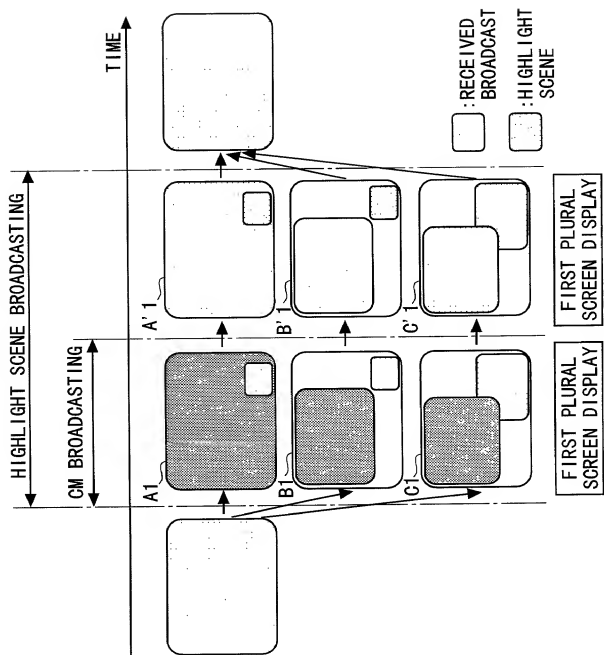 HIGHLIGHT SCENE BROADCASTING
CM BROADCASTING
TIME
A1
A'1
B1
B'1
C1
C'1
FIRST PLURAL
SCREEN DISPLAY
FIRST PLURAL
SCREEN DISPLAY
:RECEIVED
BROADCAST
:HIGHLIGHT
SCENE